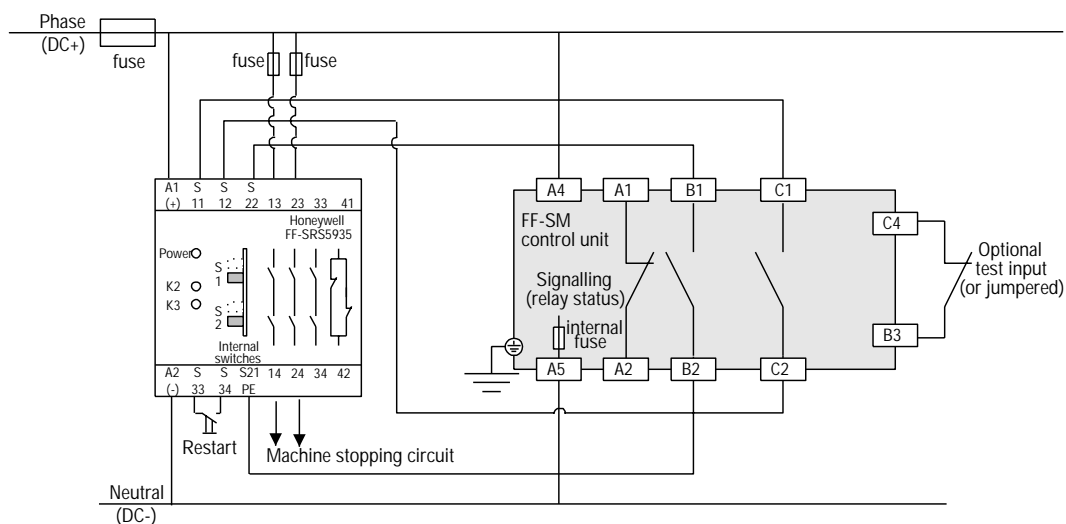 Phase
(DC+)
fuse
fuse
fuse
A1 S S S
(+) 11 12 22 13 23 33 41
Honeywell
FF-SRS5935
Power
K2
K3
S
1
S
2
Internal
switches
A2 S S S21 14 24 34 42
(-) 33 34 PE
Restart
Machine stopping circuit
A4 A1 B1 C1
FF-SM
control unit
Signalling
(relay status)
internal
fuse
A5 A2 B2 C2
C4
Optional
test input
(or jumpered)
B3
Neutral
(DC-)